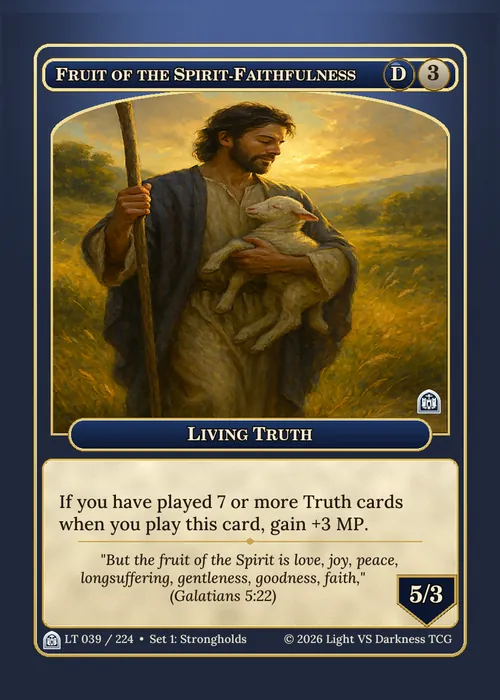 Fruit of the Spirit-Faithfulness D 3
Living Truth
If you have played 7 or more Truth cards
when you play this card, gain +3 MP.
"But the fruit of the Spirit is love, joy, peace,
longsuffering, gentleness, goodness, faith,"
(Galatians 5:22)
5/3
LT 039 / 224 • Set 1: Strongholds © 2026 Light VS Darkness TCG